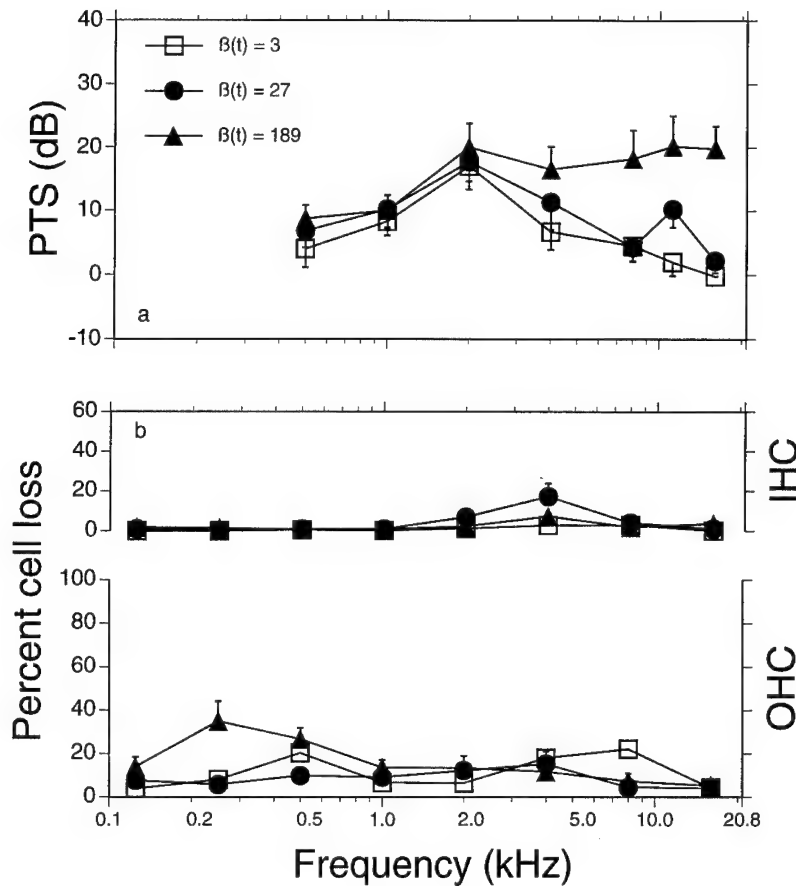 40
30
20
10
0
-10
PTS (dB)
ß(t) = 3
ß(t) = 27
ß(t) = 189
a
60
40
20
0
b
IHC
Percent cell loss
100
80
60
40
20
0
OHC
0.1 0.2 0.5 1.0 2.0 5.0 10.0 20.8
Frequency (kHz)